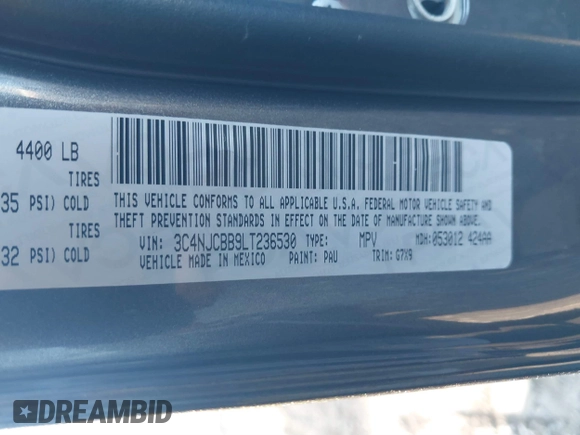 4400 LB
TIRES
35 PSI) COLD
TIRES
32 PSI) COLD
THIS VEHICLE CONFORMS TO ALL APPLICABLE U.S.A. FEDERAL MOTOR VEHICLE SAFETY AND
THEFT PREVENTION STANDARDS IN EFFECT ON THE DATE OF MANUFACTURE SHOWN ABOVE.
VIN: 3C4NJCBB9LT236530 TYPE: MPV MDH: 053012 424AA
VEHICLE MADE IN MEXICO PAINT: PAU TRIM: G7X9
DREAMBID